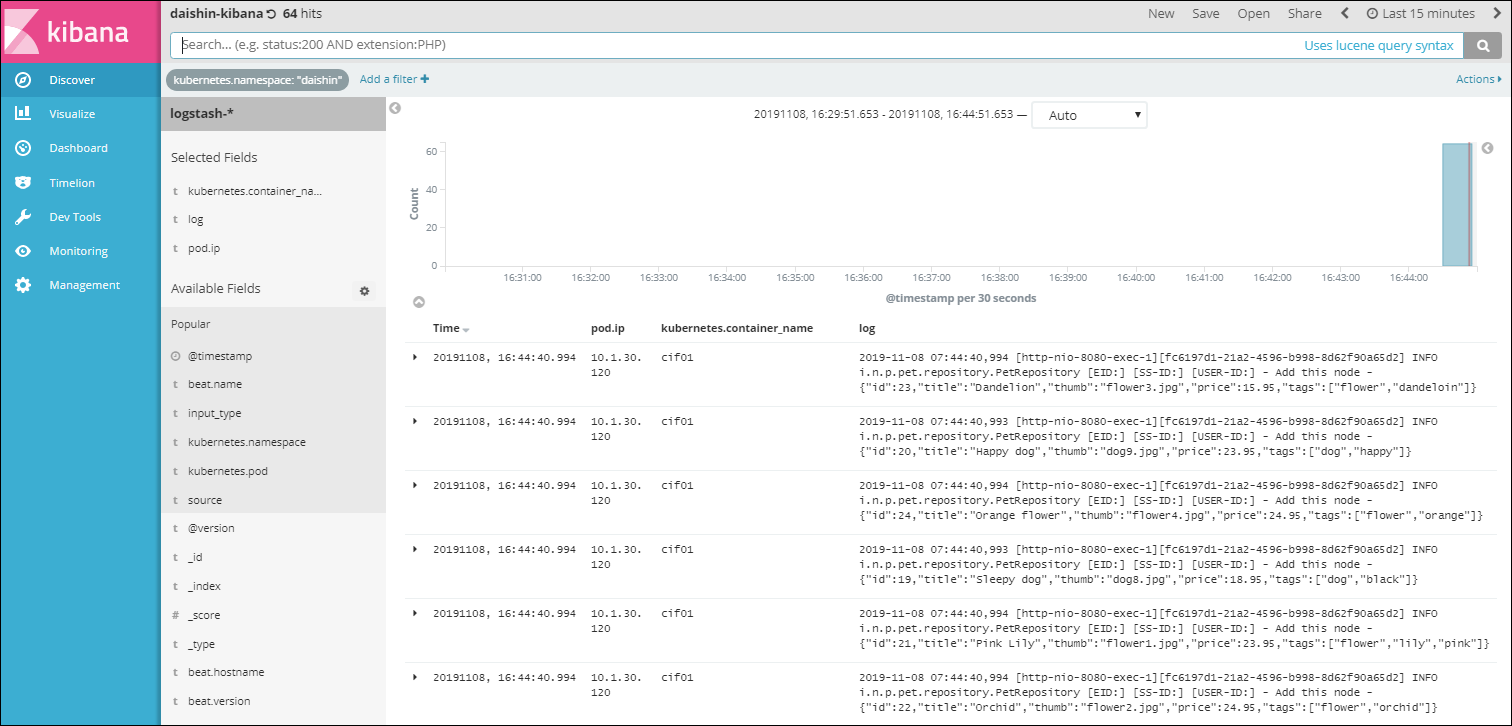 kibana
Discover
Visualize
Dashboard
Timelion
Dev Tools
Monitoring
Management
daishin-kibana 64 hits
New Save Open Share Last 15 minutes
Search... (e.g. status:200 AND extension:PHP) Uses lucene query syntax
kubernetes.namespace: "daishin" Add a filter + Actions
logstash-*
Selected Fields
t kubernetes.container_na...
t log
t pod.ip
Available Fields
Popular
@timestamp
t beat.name
t input_type
t kubernetes.namespace
t kubernetes.pod
t source
t @version
t _id
t _index
# _score
t _type
t beat.hostname
t beat.version
20191108, 16:29:51.653 - 20191108, 16:44:51.653 — Auto
Count
60
40
20
0
16:31:00 16:32:00 16:33:00 16:34:00 16:35:00 16:36:00 16:37:00 16:38:00 16:39:00 16:40:00 16:41:00 16:42:00 16:43:00 16:44:00
@timestamp per 30 seconds
Time pod.ip kubernetes.container_name log
20191108, 16:44:40.994 10.1.30. cif01 2019-11-08 07:44:40,994 [http-nio-8080-exec-1][fc6197d1-21a2-4596-b998-8d62f90a65d2] INFO
120 i.n.p.pet.repository.PetRepository [EID:] [SS-ID:] [USER-ID:] - Add this node -
{"id":23,"title":"Dandelion","thumb":"flower3.jpg","price":15.95,"tags":["flower","dandeloin"]}
20191108, 16:44:40.994 10.1.30. cif01 2019-11-08 07:44:40,993 [http-nio-8080-exec-1][fc6197d1-21a2-4596-b998-8d62f90a65d2] INFO
120 i.n.p.pet.repository.PetRepository [EID:] [SS-ID:] [USER-ID:] - Add this node -
{"id":20,"title":"Happy dog","thumb":"dog9.jpg","price":23.95,"tags":["dog","happy"]}
20191108, 16:44:40.994 10.1.30. cif01 2019-11-08 07:44:40,994 [http-nio-8080-exec-1][fc6197d1-21a2-4596-b998-8d62f90a65d2] INFO
120 i.n.p.pet.repository.PetRepository [EID:] [SS-ID:] [USER-ID:] - Add this node -
{"id":24,"title":"Orange flower","thumb":"flower4.jpg","price":24.95,"tags":["flower","orange"]}
20191108, 16:44:40.994 10.1.30. cif01 2019-11-08 07:44:40,993 [http-nio-8080-exec-1][fc6197d1-21a2-4596-b998-8d62f90a65d2] INFO
120 i.n.p.pet.repository.PetRepository [EID:] [SS-ID:] [USER-ID:] - Add this node -
{"id":19,"title":"Sleepy dog","thumb":"dog8.jpg","price":18.95,"tags":["dog","black"]}
20191108, 16:44:40.994 10.1.30. cif01 2019-11-08 07:44:40,994 [http-nio-8080-exec-1][fc6197d1-21a2-4596-b998-8d62f90a65d2] INFO
120 i.n.p.pet.repository.PetRepository [EID:] [SS-ID:] [USER-ID:] - Add this node -
{"id":21,"title":"Pink Lily","thumb":"flower1.jpg","price":23.95,"tags":["flower","lily","pink"]}
20191108, 16:44:40.994 10.1.30. cif01 2019-11-08 07:44:40,994 [http-nio-8080-exec-1][fc6197d1-21a2-4596-b998-8d62f90a65d2] INFO
120 i.n.p.pet.repository.PetRepository [EID:] [SS-ID:] [USER-ID:] - Add this node -
{"id":22,"title":"Orchid","thumb":"flower2.jpg","price":24.95,"tags":["flower","orchid"]}